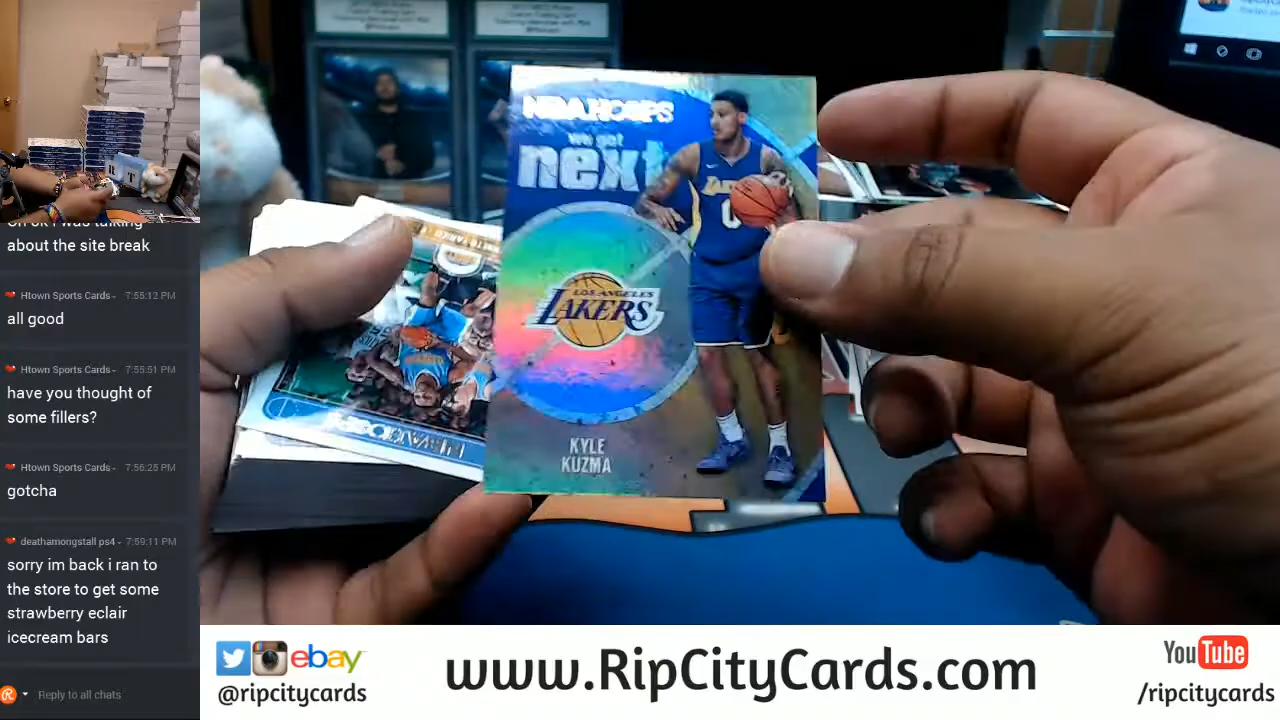 about the site break
Htown Sports Cards - 7:55:12 PM
all good
Htown Sports Cards - 7:55:51 PM
have you thought of
some fillers?
Htown Sports Cards - 7:56:25 PM
gotcha
deathamongstall ps4 - 7:59:11 PM
sorry im back i ran to
the store to get some
strawberry eclair
icecream bars
Reply to all chats
NBA HOOPS
we got
next
0
LOS ANGELES
LAKERS
KYLE
KUZMA
ebay
@ripcitycards
www.RipCityCards.com
YouTube
/ripcitycards